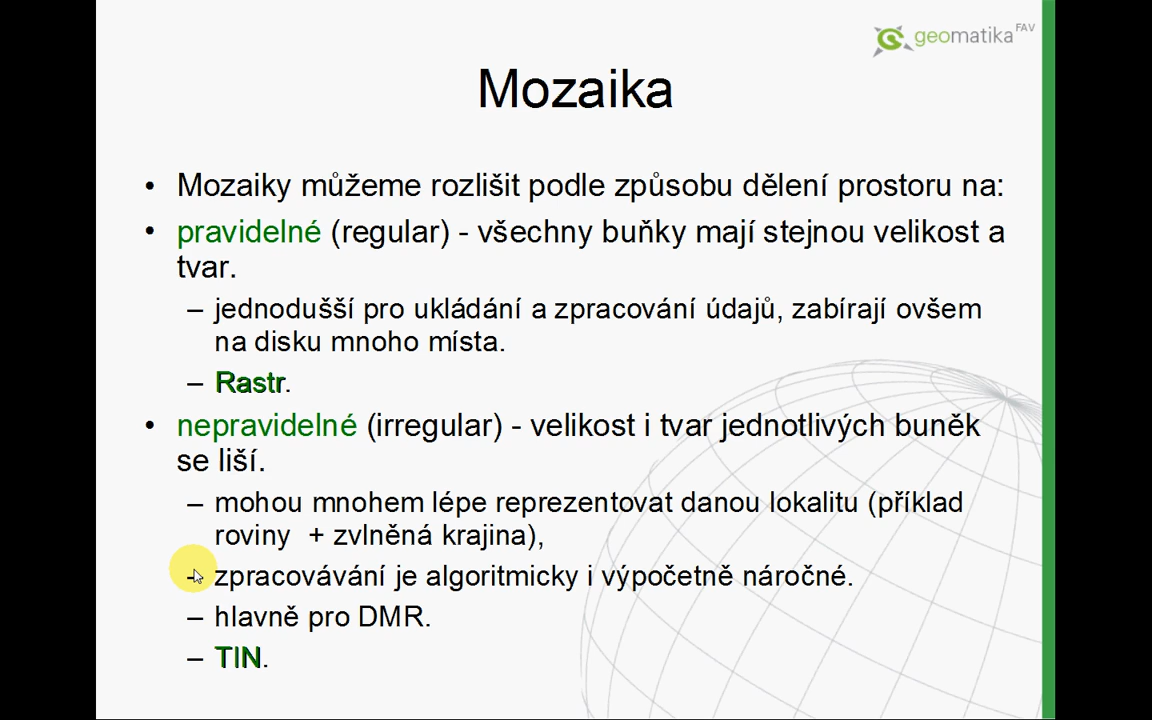 geomatika FAV
Mozaika
• Mozaiky můžeme rozlišit podle způsobu dělení prostoru na:
• pravidelné (regular) - všechny buňky mají stejnou velikost a
tvar.
– jednodušší pro ukládání a zpracování údajů, zabírají ovšem
na disku mnoho místa.
– Rastr.
• nepravidelné (irregular) - velikost i tvar jednotlivých buněk
se liší.
– mohou mnohem lépe reprezentovat danou lokalitu (příklad
roviny + zvlněná krajina),
– zpracovávání je algoritmicky i výpočetně náročné.
– hlavně pro DMR.
– TIN.